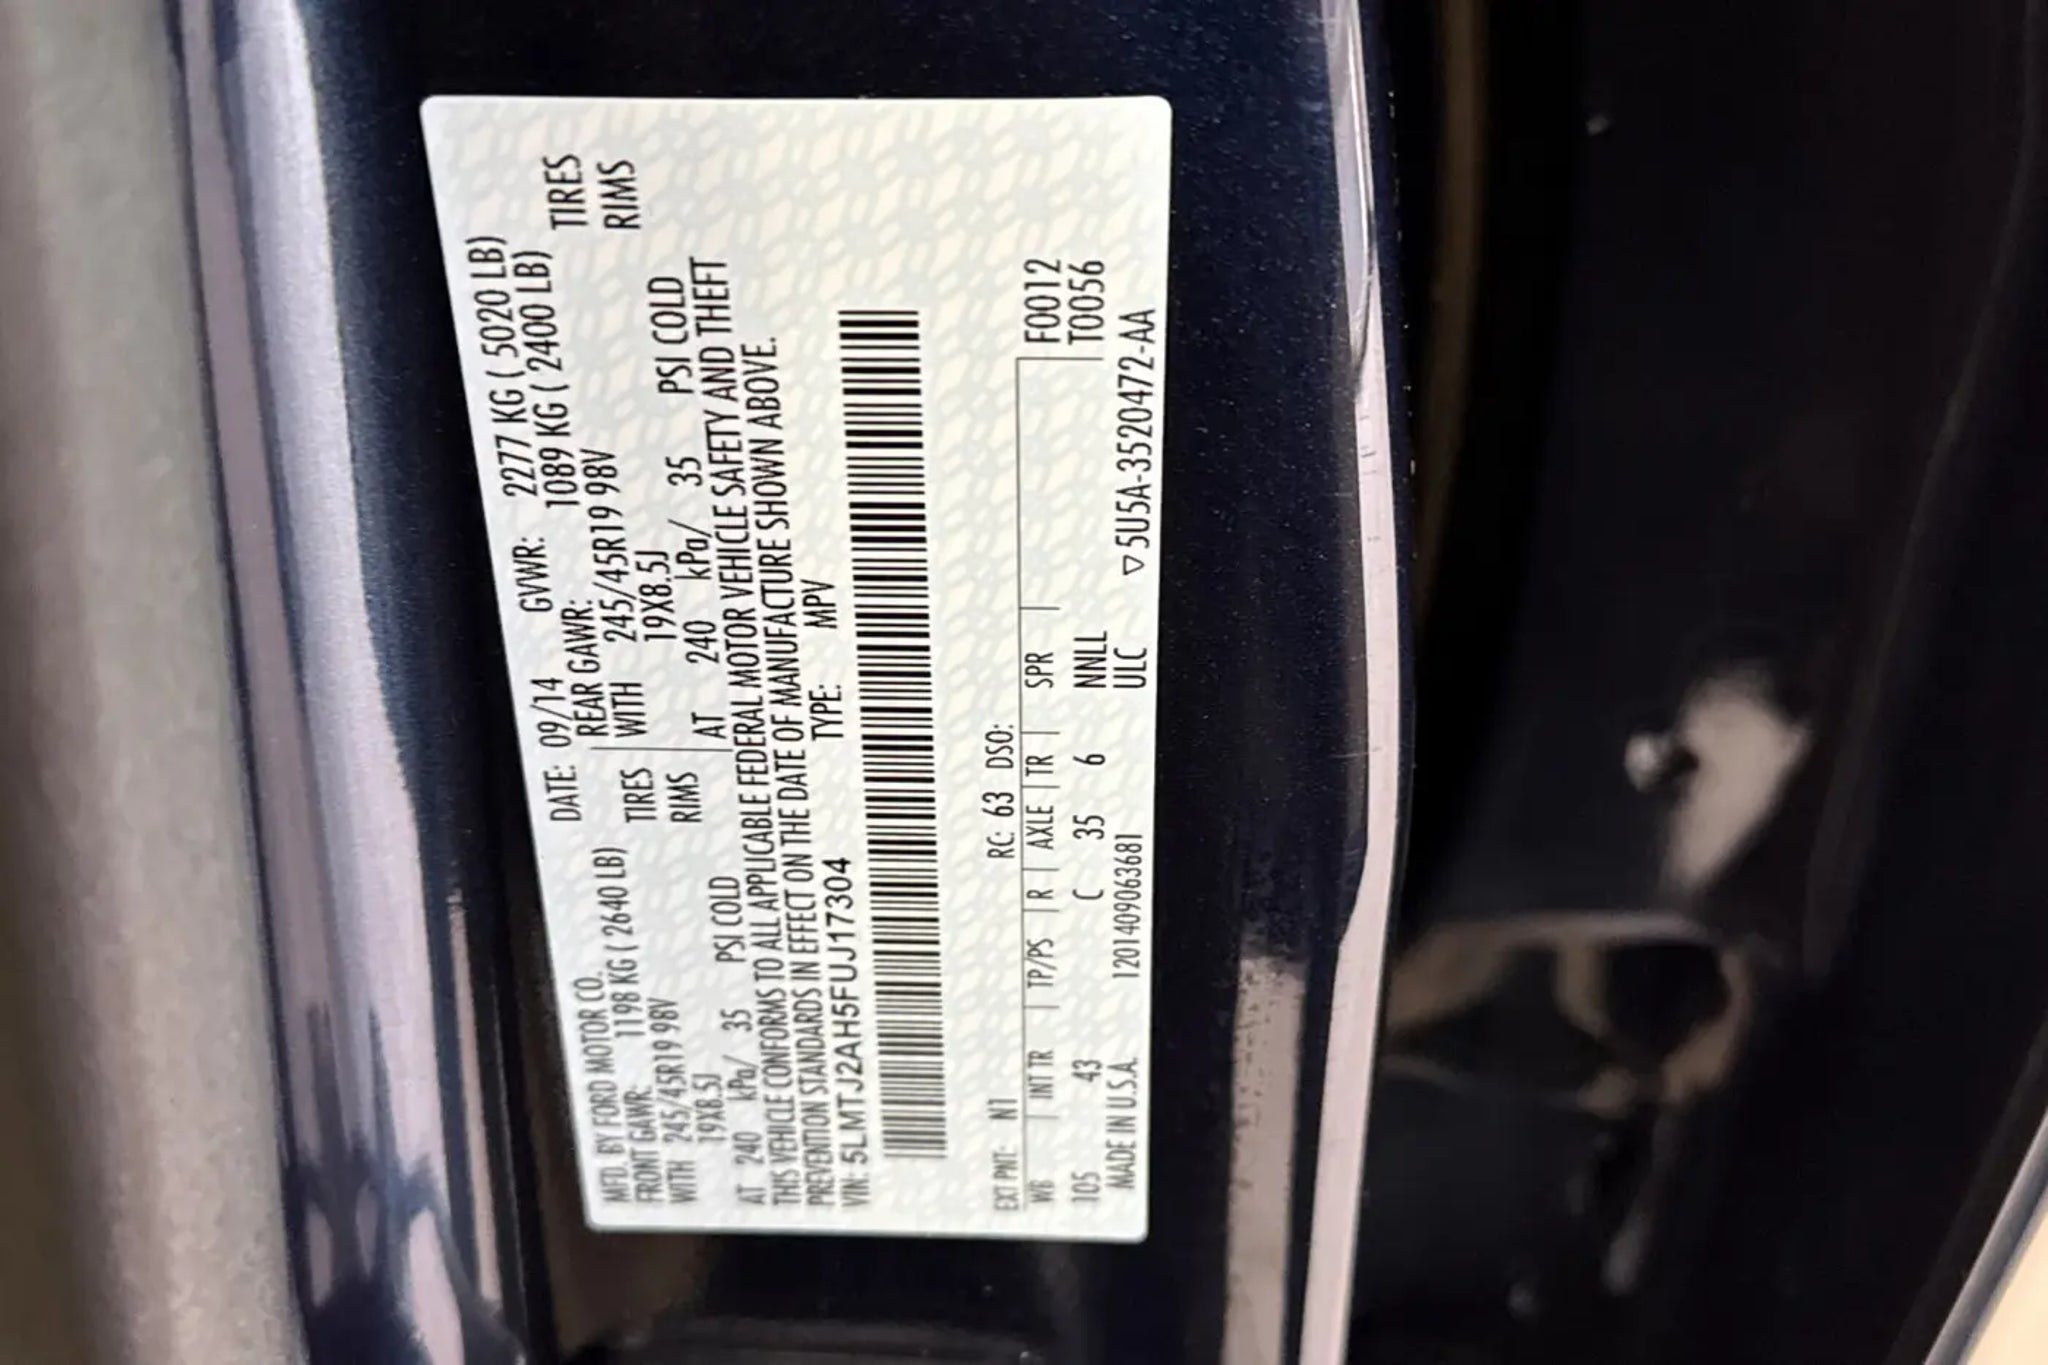 MFD. BY FORD MOTOR CO. DATE: 09/14 GVWR: 2277 KG ( 5020 LB)
FRONT GAWR: 1198 KG ( 2640 LB) REAR GAWR: 1089 KG ( 2400 LB)
WITH 245/45R19 98V TIRES WITH 245/45R19 98V TIRES
19X8.5J RIMS 19X8.5J RIMS
AT 240 kPa/ 35 PSI COLD AT 240 kPa/ 35 PSI COLD
THIS VEHICLE CONFORMS TO ALL APPLICABLE FEDERAL MOTOR VEHICLE SAFETY AND THEFT
PREVENTION STANDARDS IN EFFECT ON THE DATE OF MANUFACTURE SHOWN ABOVE.
VIN: 5LMTJ2AH5FUJ17304 TYPE: MPV
EXT PNT: N1 RC: 63 DSO:
WB INT TR TP/PS R AXLE TR SPR F0012
105 43 C 35 6 NNLL T0056
MADE IN U.S.A. 1201409063681 ULC ▽5U5A-3520472-AA